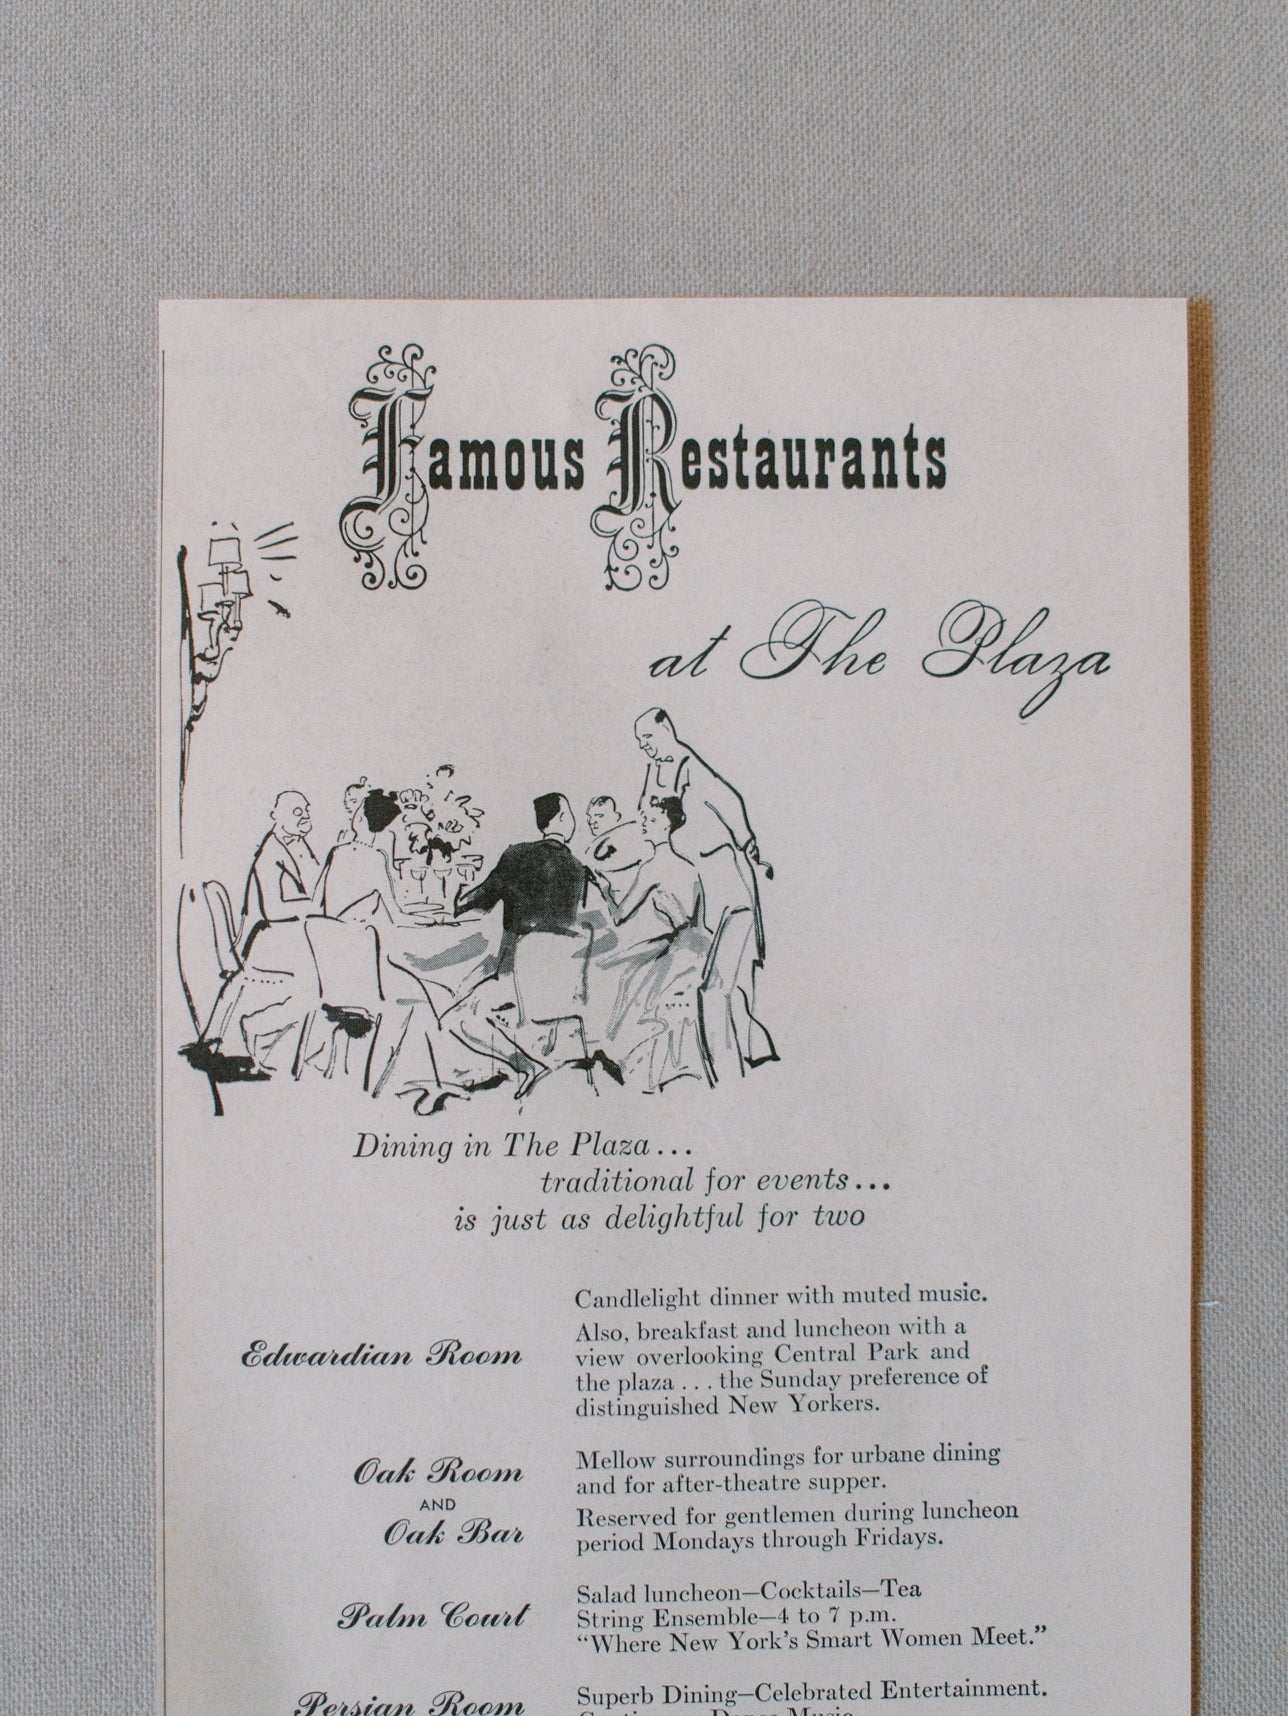 Famous Restaurants
at The Plaza
Dining in The Plaza...
traditional for events...
is just as delightful for two
Edwardian Room
Candlelight dinner with muted music.
Also, breakfast and luncheon with a
view overlooking Central Park and
the plaza . . . the Sunday preference of
distinguished New Yorkers.
Oak Room
AND
Oak Bar
Mellow surroundings for urbane dining
and for after-theatre supper.
Reserved for gentlemen during luncheon
period Mondays through Fridays.
Palm Court
Salad luncheon—Cocktails—Tea
String Ensemble—4 to 7 p.m.
“Where New York's Smart Women Meet.”
Persian Room
Superb Dining—Celebrated Entertainment.
Dance Music